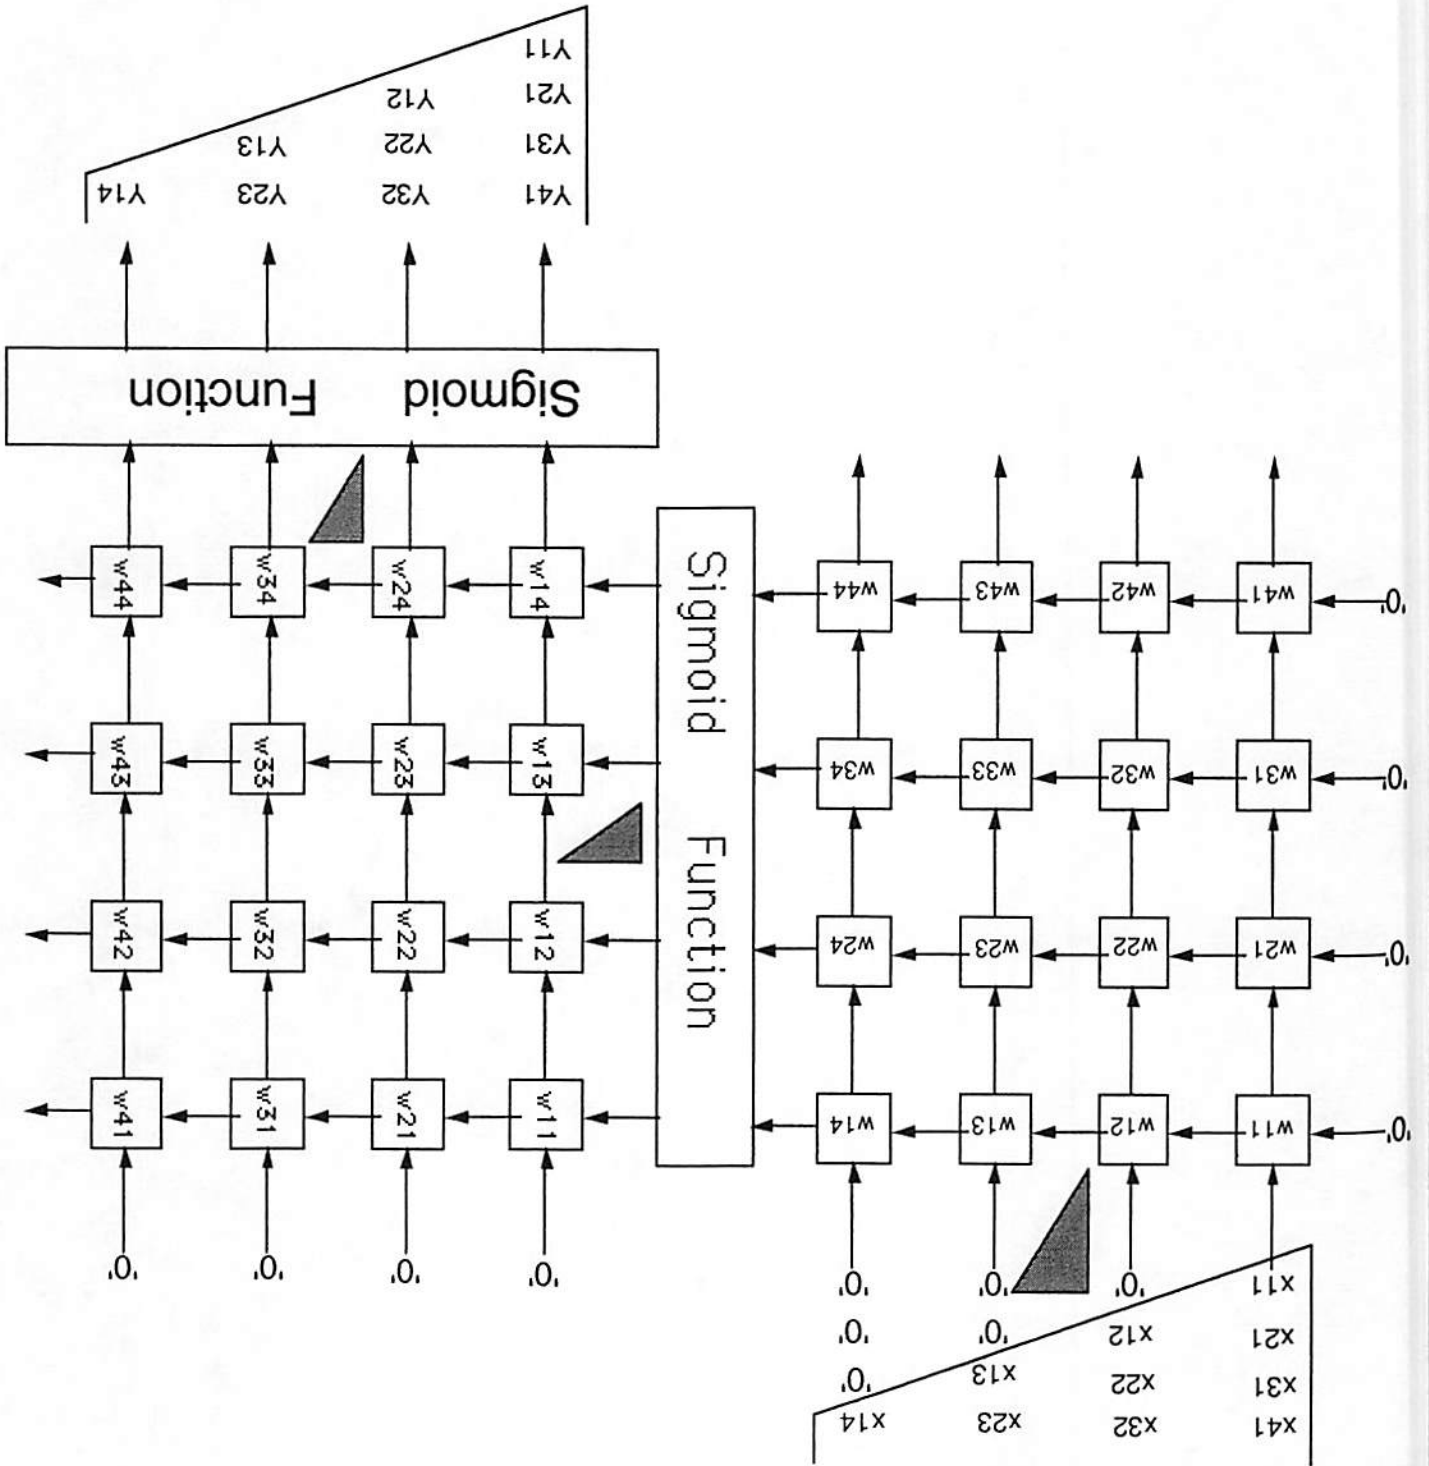 x41 x32 x23 x14
x31 x22 x13 '0'
x21 x12 '0' '0'
x11 '0' '0' '0' '0' '0' '0' '0'
'0' w11 w12 w13 w14 w11 w21 w31 w41
'0' w21 w22 w23 w24 w12 w22 w32 w42
'0' w31 w32 w33 w34 w13 w23 w33 w43
'0' w41 w42 w43 w44 w14 w24 w34 w44
Sigmoid Function
Sigmoid Function
Y41 Y32 Y23 Y14
Y31 Y22 Y13
Y21 Y12
Y11